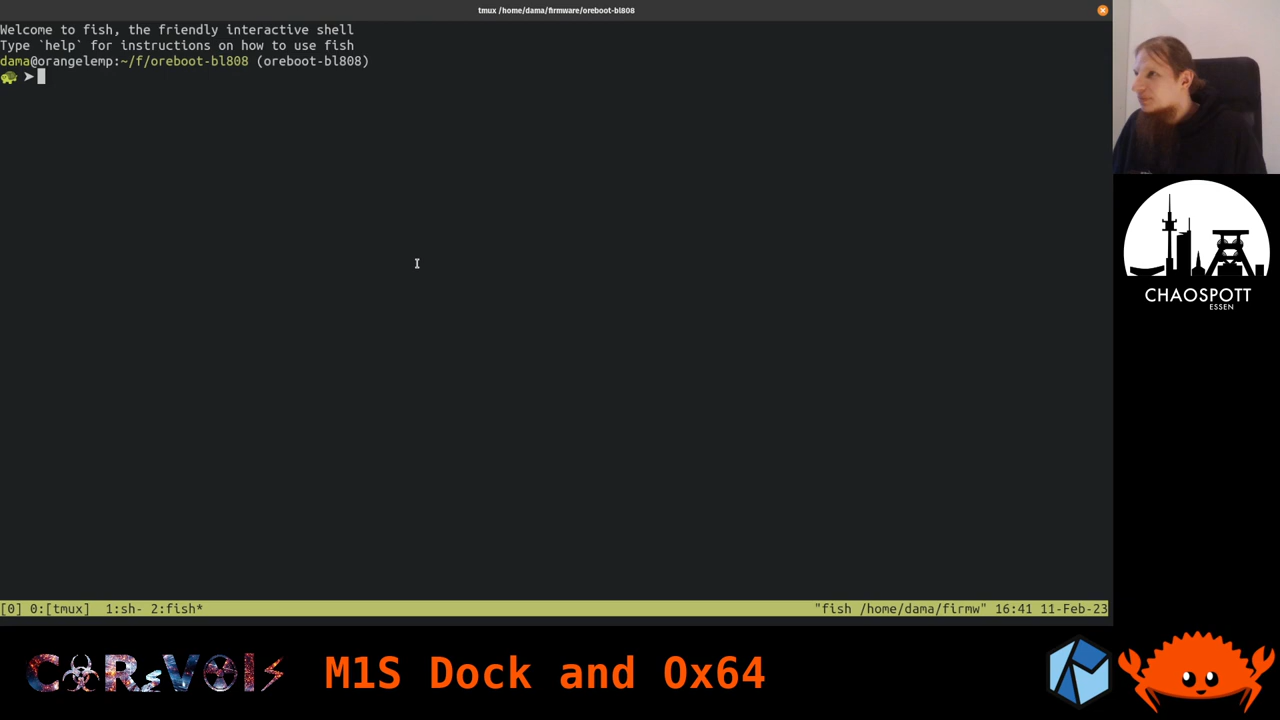 tmux /home/dama/firmware/oreboot-bl808
Welcome to fish, the friendly interactive shell
Type `help` for instructions on how to use fish
dama@orangelemp:~/f/oreboot-bl808 (oreboot-bl808)
➤
[0] 0:[tmux]  1:sh- 2:fish*
"fish /home/dama/firmw" 16:41 11-Feb-23
CHAOSPOTT
ESSEN
M1S Dock and Ox64